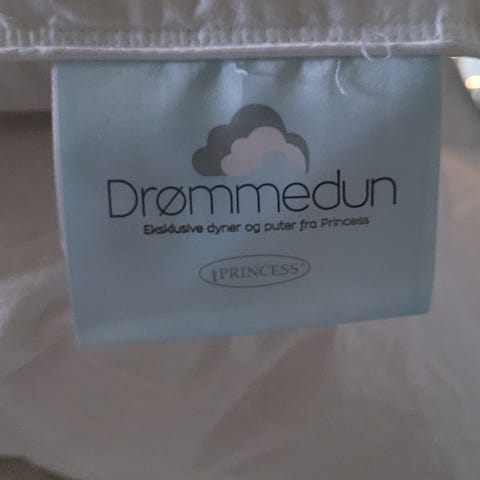 Drømmedun
Eksklusive dyner og puter fra Princess
PRINCESS®